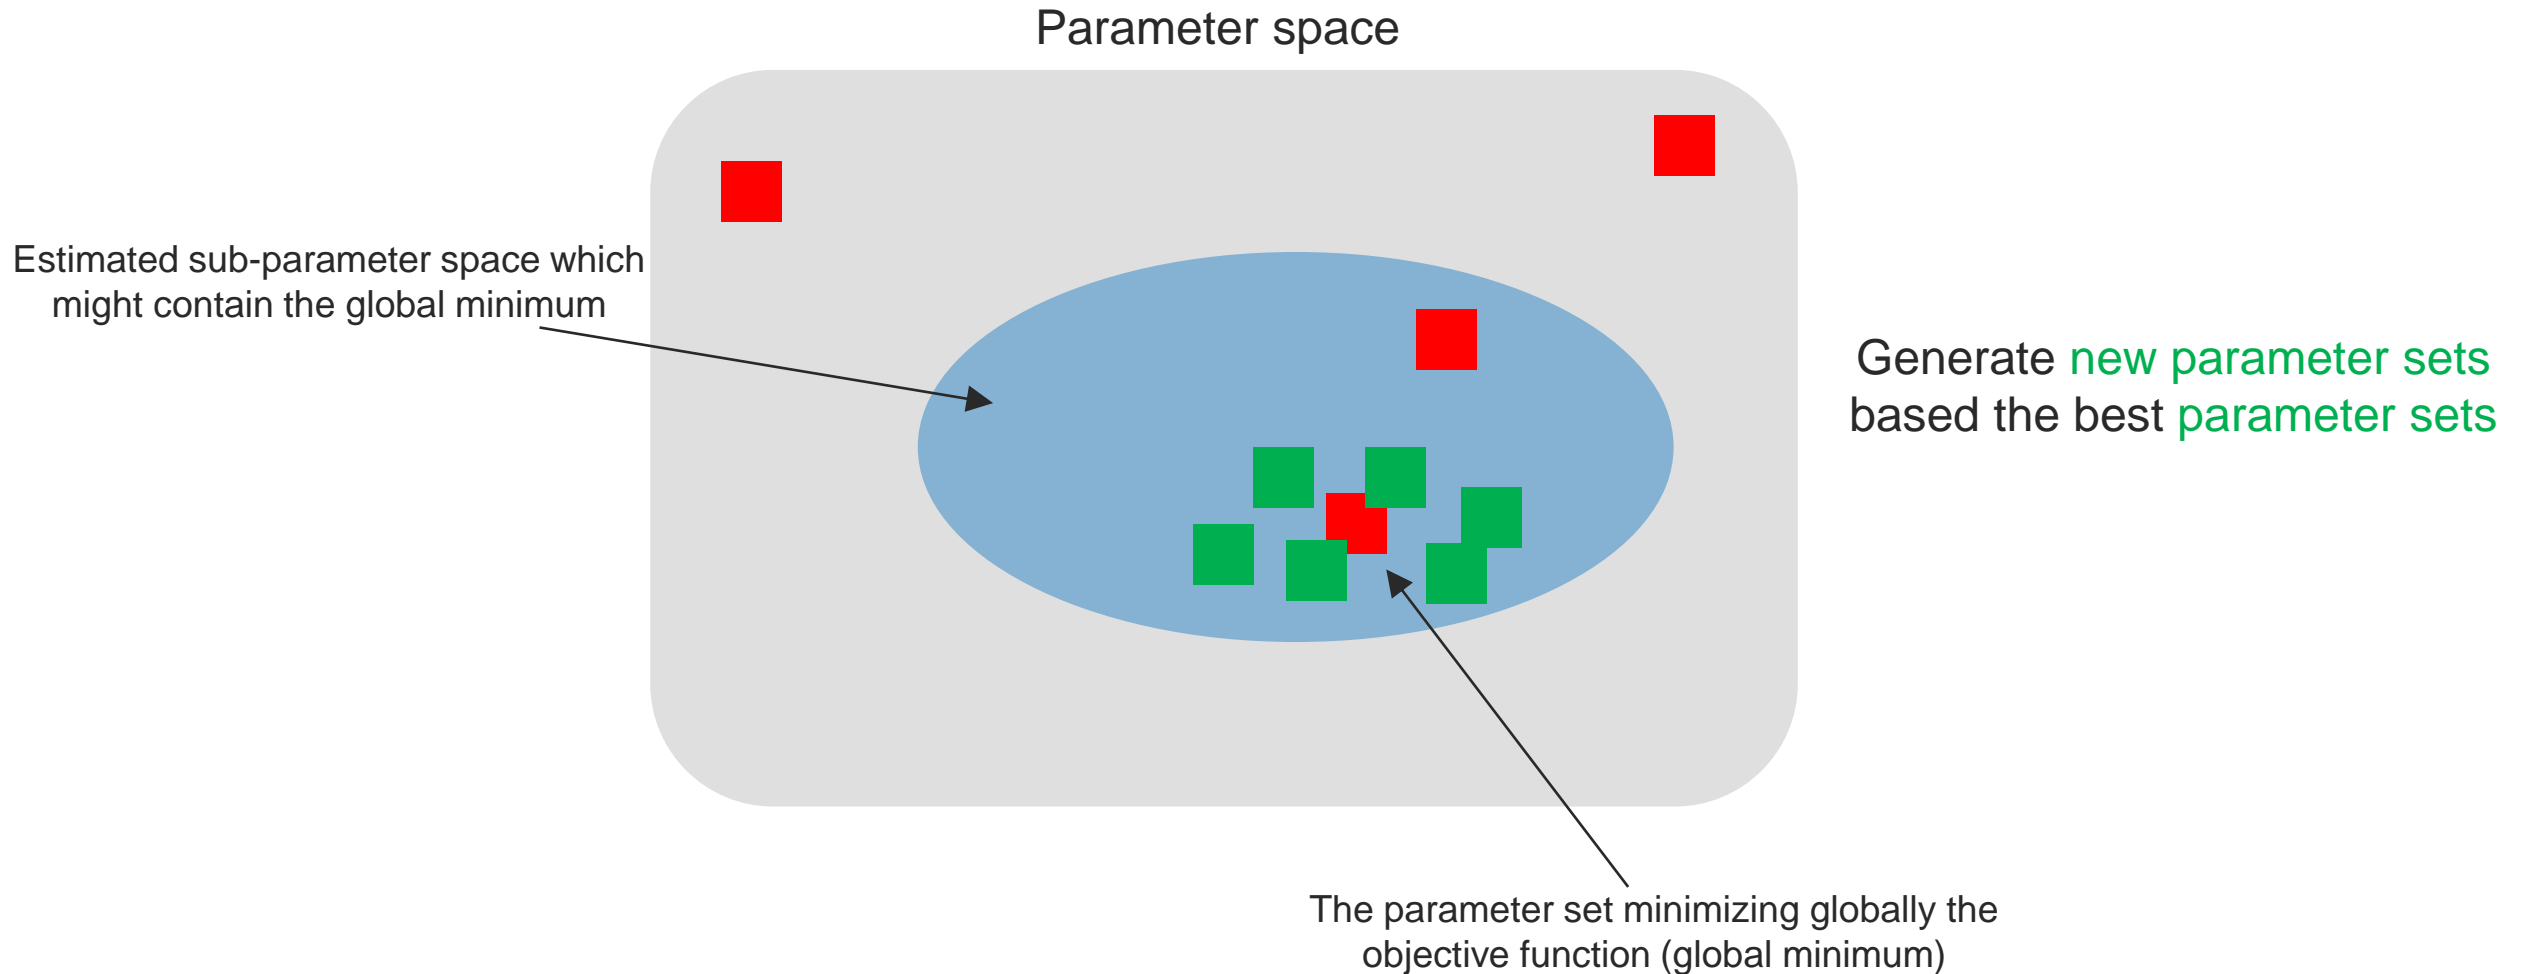 Parameter space
Estimated sub-parameter space which
might contain the global minimum
Generate new parameter sets
based the best parameter sets
The parameter set minimizing globally the
objective function (global minimum)